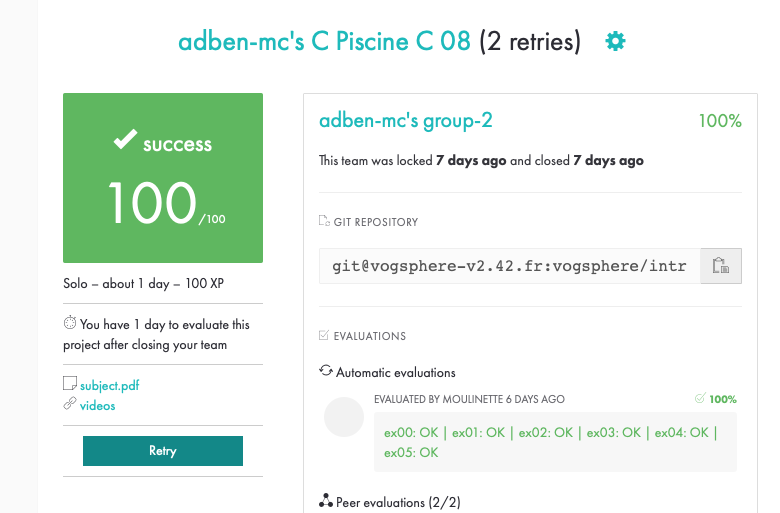 adben-mc's C Piscine C 08 (2 retries)
success
100/100
Solo – about 1 day – 100 XP
You have 1 day to evaluate this
project after closing your team
subject.pdf
videos
Retry
adben-mc's group-2
100%
This team was locked 7 days ago and closed 7 days ago
GIT REPOSITORY
git@vogsphere-v2.42.fr:vogsphere/intr
EVALUATIONS
Automatic evaluations
EVALUATED BY MOULINETTE 6 DAYS AGO
100%
ex00: OK | ex01: OK | ex02: OK | ex03: OK | ex04: OK |
ex05: OK
Peer evaluations (2/2)